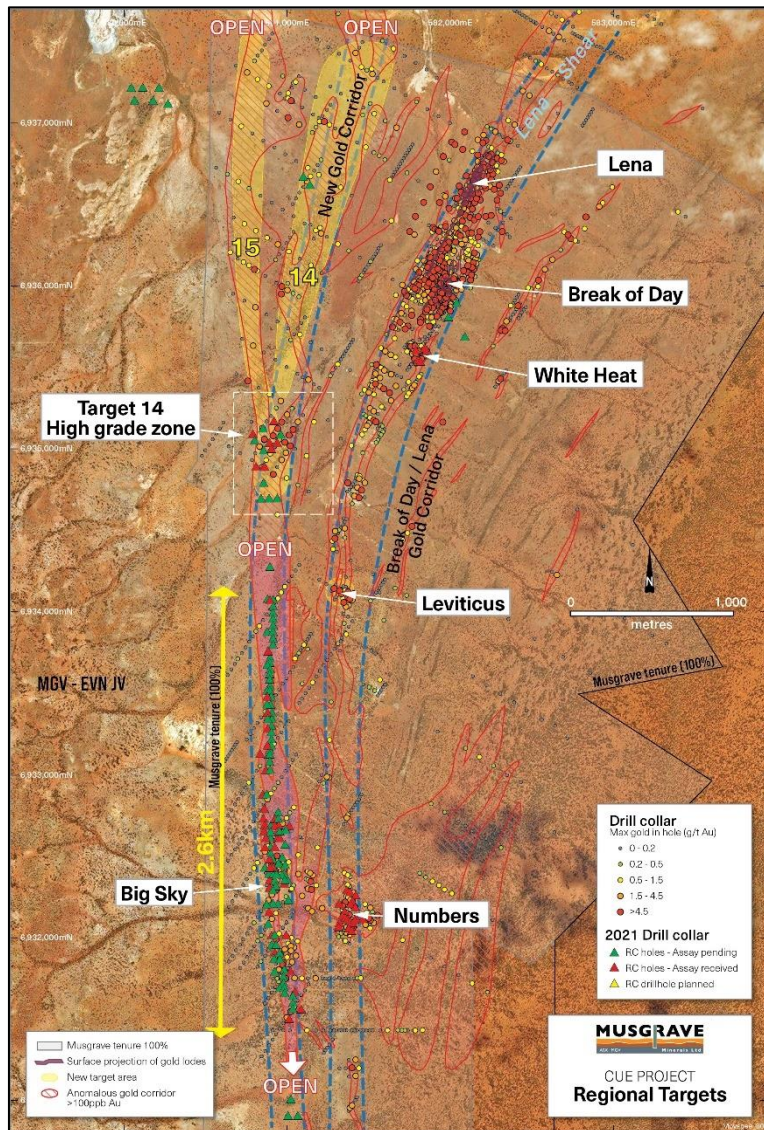 OPEN
OPEN
582,000mE
583,000mE
6,937,000mN
New Gold Corridor
Lena Shear
Lena
15
14
6,936,000mN
Break of Day
White Heat
Target 14
High grade zone
6,935,000mN
Break of Day / Lena
Gold Corridor
OPEN
N
Leviticus
6,934,000mN
0
1,000
metres
MGV - EVN JV
Musgrave tenure (100%)
Musgrave tenure (100%)
6,933,000mN
2.6km
Big Sky
Numbers
6,932,000mN
OPEN
Drill collar
Max gold in hole (g/t Au)
0 - 0.2
0.2 - 0.5
0.5 - 1.5
1.5 - 4.5
>4.5
2021 Drill collar
RC holes - Assay pending
RC holes - Assay received
RC drillhole planned
Musgrave tenure 100%
Surface projection of gold lodes
New target area
Anomalous gold corridor
>100ppb Au
MUSGRAVE
Minerals Ltd
CUE PROJECT
Regional Targets